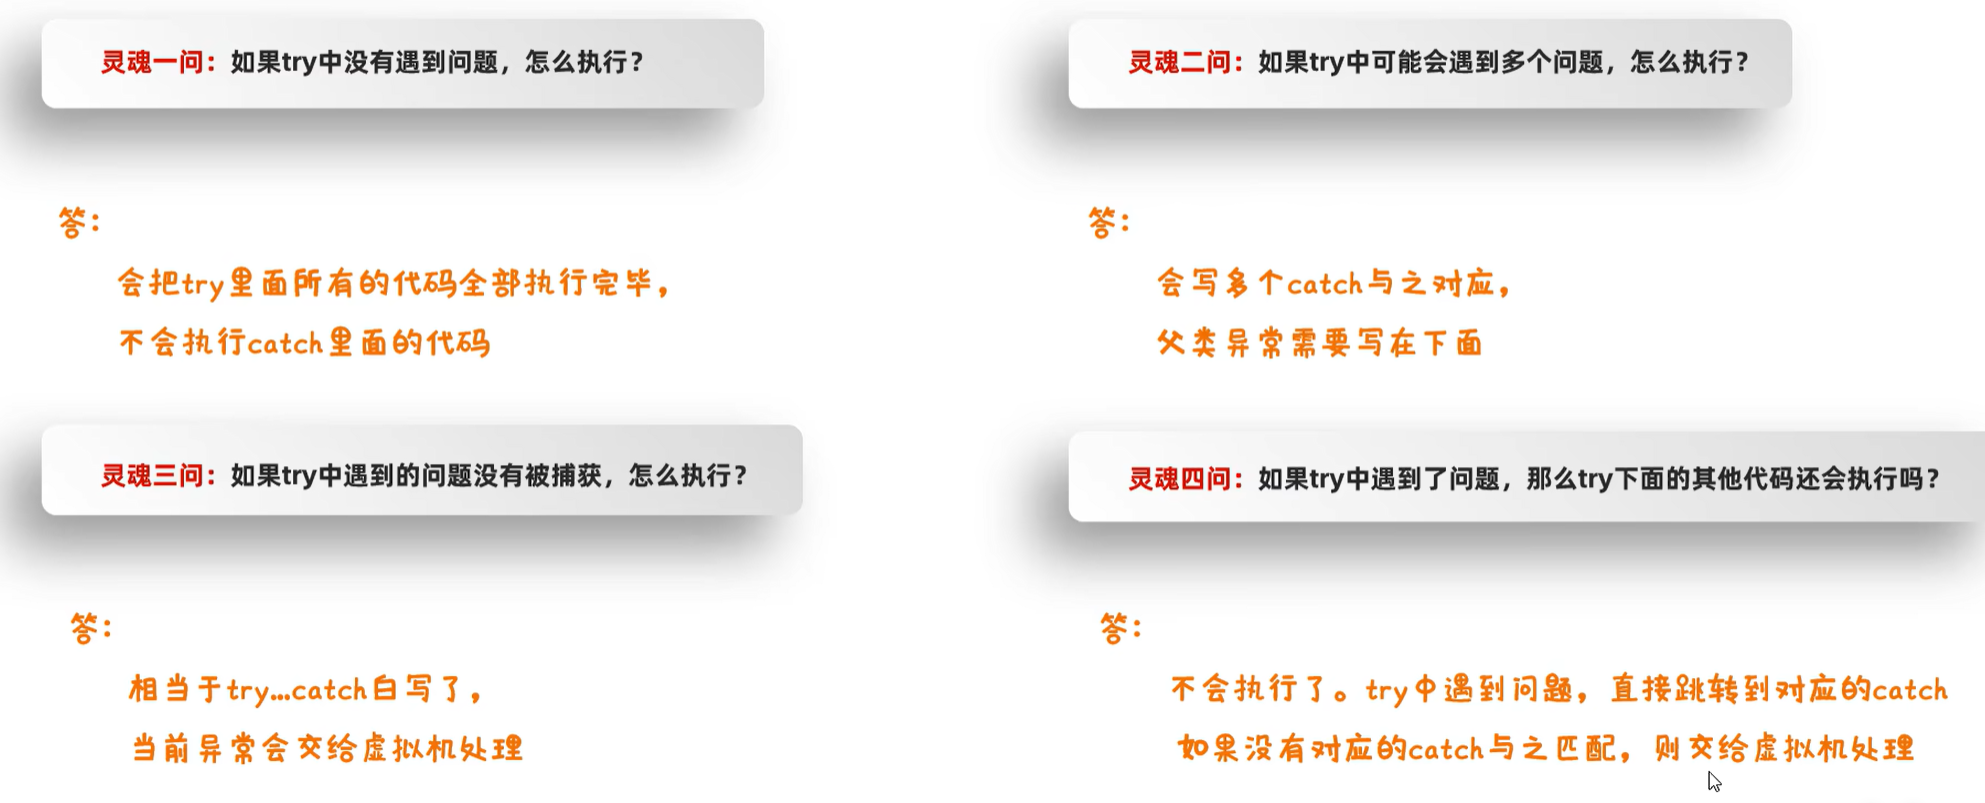 灵魂一问：如果try中没有遇到问题，怎么执行？
答：
会把try里面所有的代码全部执行完毕，
不会执行catch里面的代码
灵魂二问：如果try中可能会遇到多个问题，怎么执行？
答：
会写多个catch与之对应，
父类异常需要写在下面
灵魂三问：如果try中遇到的问题没有被捕获，怎么执行？
答：
相当于try...catch白写了，
当前异常会交给虚拟机处理
灵魂四问：如果try中遇到了问题，那么try下面的其他代码还会执行吗？
答：
不会执行了。try中遇到问题，直接跳转到对应的catch
如果没有对应的catch与之匹配，则交给虚拟机处理